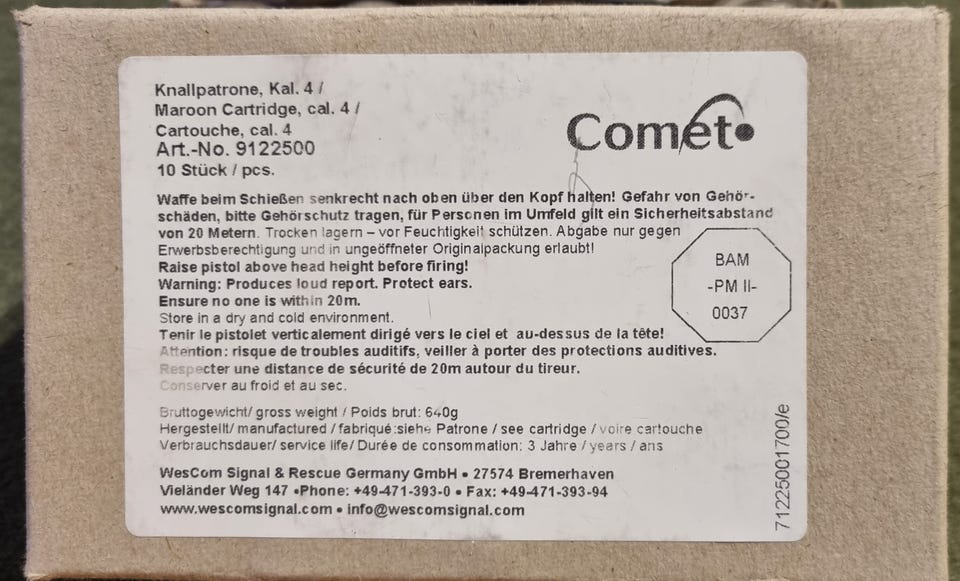 Knallpatrone, Kal. 4 /
Maroon Cartridge, cal. 4 /
Cartouche, cal. 4
Art.-No. 9122500
10 Stück / pcs.
Comet
Waffe beim Schießen senkrecht nach oben über den Kopf halten! Gefahr von Gehör-
schäden, bitte Gehörschutz tragen, für Personen im Umfeld gilt ein Sicherheitsabstand
von 20 Metern. Trocken lagern – vor Feuchtigkeit schützen. Abgabe nur gegen
Erwerbsberechtigung und in ungeöffneter Originalpackung erlaubt!
Raise pistol above head height before firing!
Warning: Produces loud report. Protect ears.
Ensure no one is within 20m.
Store in a dry and cold environment.
Tenir le pistolet verticalement dirigé vers le ciel et au-dessus de la tête!
Attention: risque de troubles auditifs, veiller à porter des protections auditives.
Respecter une distance de sécurité de 20m autour du tireur.
Conserver au froid et au sec.
BAM
-PM II-
0037
Bruttogewicht/ gross weight / Poids brut: 640g
Hergestellt/ manufactured / fabriqué:siehe Patrone / see cartridge / voire cartouche
Verbrauchsdauer/ service life/ Durée de consommation: 3 Jahre / years / ans
WesCom Signal & Rescue Germany GmbH • 27574 Bremerhaven
Vieländer Weg 147 •Phone: +49-471-393-0 • Fax: +49-471-393-94
www.wescomsignal.com • info@wescomsignal.com
71225001700/e